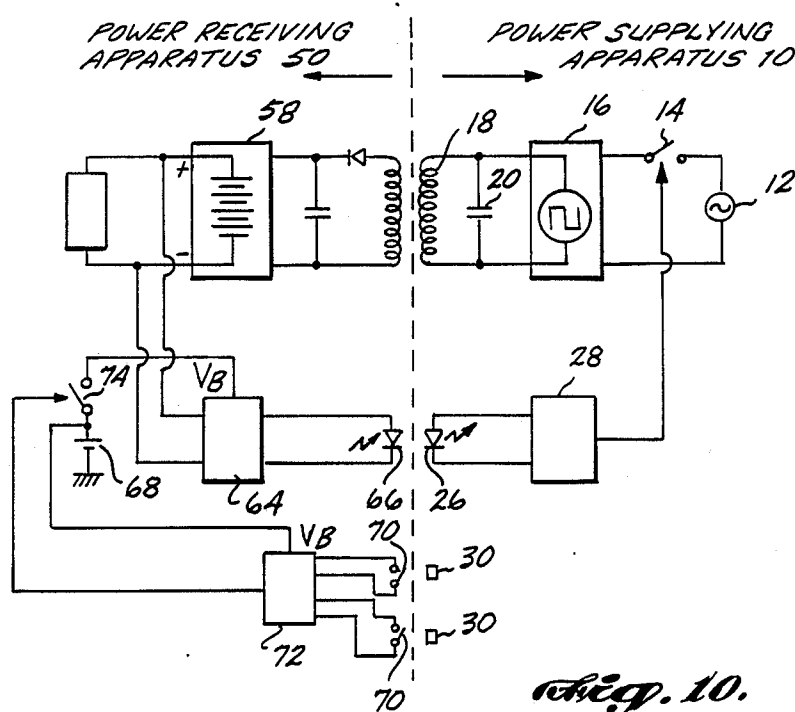 POWER RECEIVING
APPARATUS 50
POWER SUPPLYING
APPARATUS 10
58
18
16
14
20
12
+
-
74
VB
28
68
64
66
26
70
30
VB
30
72
70
Fig. 10.